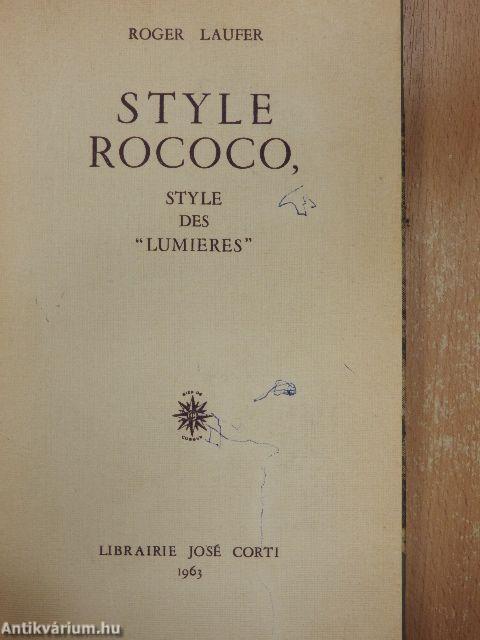 ROGER LAUFER
STYLE
ROCOCO,
STYLE
DES
"LUMIERES"
LIBRAIRIE JOSÉ CORTI
1963
Antikvárium.hu